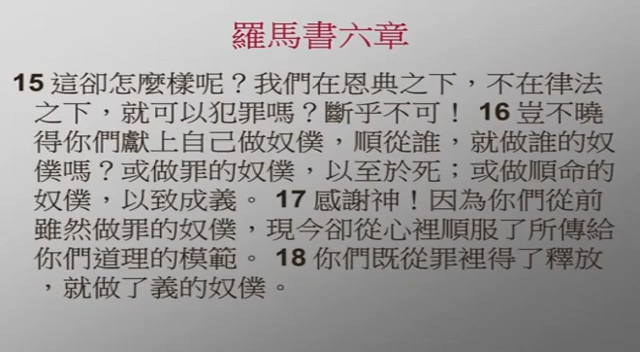 羅馬書六章
15 這卻怎麼樣呢？我們在恩典之下，不在律法
之下，就可以犯罪嗎？斷乎不可！ 16 豈不曉
得你們獻上自己做奴僕，順從誰，就做誰的奴
僕嗎？或做罪的奴僕，以至於死；或做順命的
奴僕，以致成義。 17 感謝神！因為你們從前
雖然做罪的奴僕，現今卻從心裡順服了所傳給
你們道理的模範。 18 你們既從罪裡得了釋放
，就做了義的奴僕。